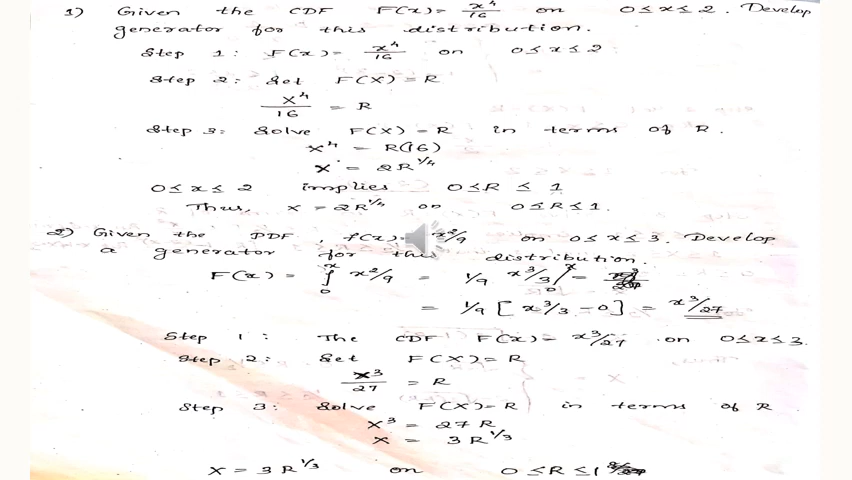 1) Given the CDF F(x) = x⁴/16 on 0 ≤ x ≤ 2. Develop
generator for this distribution.
Step 1: F(x) = x⁴/16 on 0 ≤ x ≤ 2
Step 2: Set F(X) = R
X⁴/16 = R
Step 3: Solve F(X) = R in terms of R.
X⁴ = R(16)
X = 2R^1/4
0 ≤ x ≤ 2 implies 0 ≤ R ≤ 1
Thus, X = 2R^1/4 on 0 ≤ R ≤ 1.
2) Given the PDF, f(x) = x²/9 on 0 ≤ x ≤ 3. Develop
a generator for this distribution.
F(x) = ∫₀ˣ x²/9 = 1/9 x³/3 |₀ˣ =
= 1/9 [x³/3 - 0] = x³/27
Step 1: The CDF F(x) = x³/27 on 0 ≤ x ≤ 3.
Step 2: Set F(X) = R
X³/27 = R
Step 3: Solve F(X) = R in terms of R
X³ = 27R
X = 3R^1/3
X = 3R^1/3 on 0 ≤ R ≤ 1